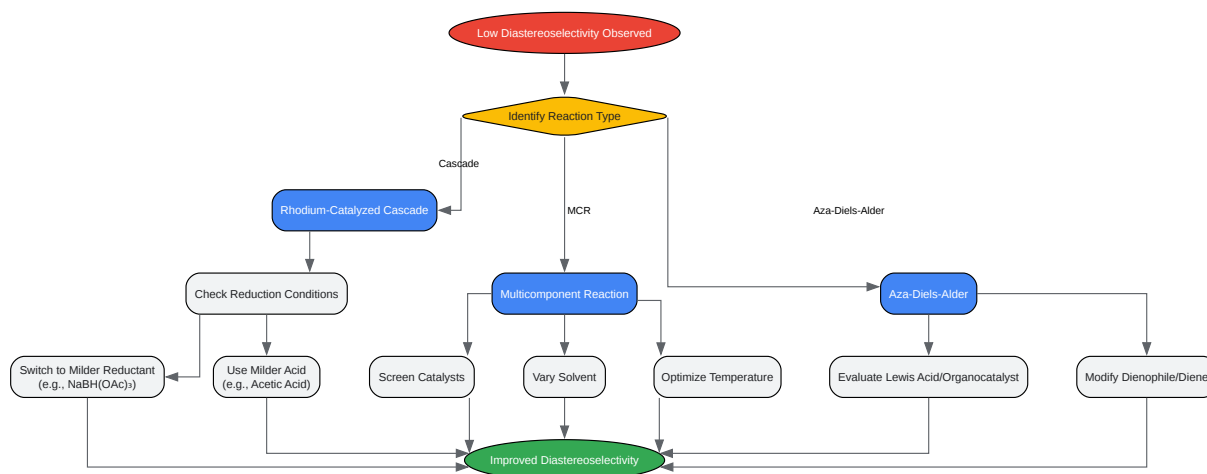 Low Diastereoselectivity Observed
Identify Reaction Type
Cascade
Rhodium-Catalyzed Cascade
MCR
Aza-Diels-Alder
Check Reduction Conditions
Multicomponent Reaction
Aza-Diels-Alder
Switch to Milder Reductant
(e.g., NaBH(OAc)₃)
Use Milder Acid
(e.g., Acetic Acid)
Screen Catalysts
Vary Solvent
Optimize Temperature
Evaluate Lewis Acid/Organocatalyst
Modify Dienophile/Diene
Improved Diastereoselectivity